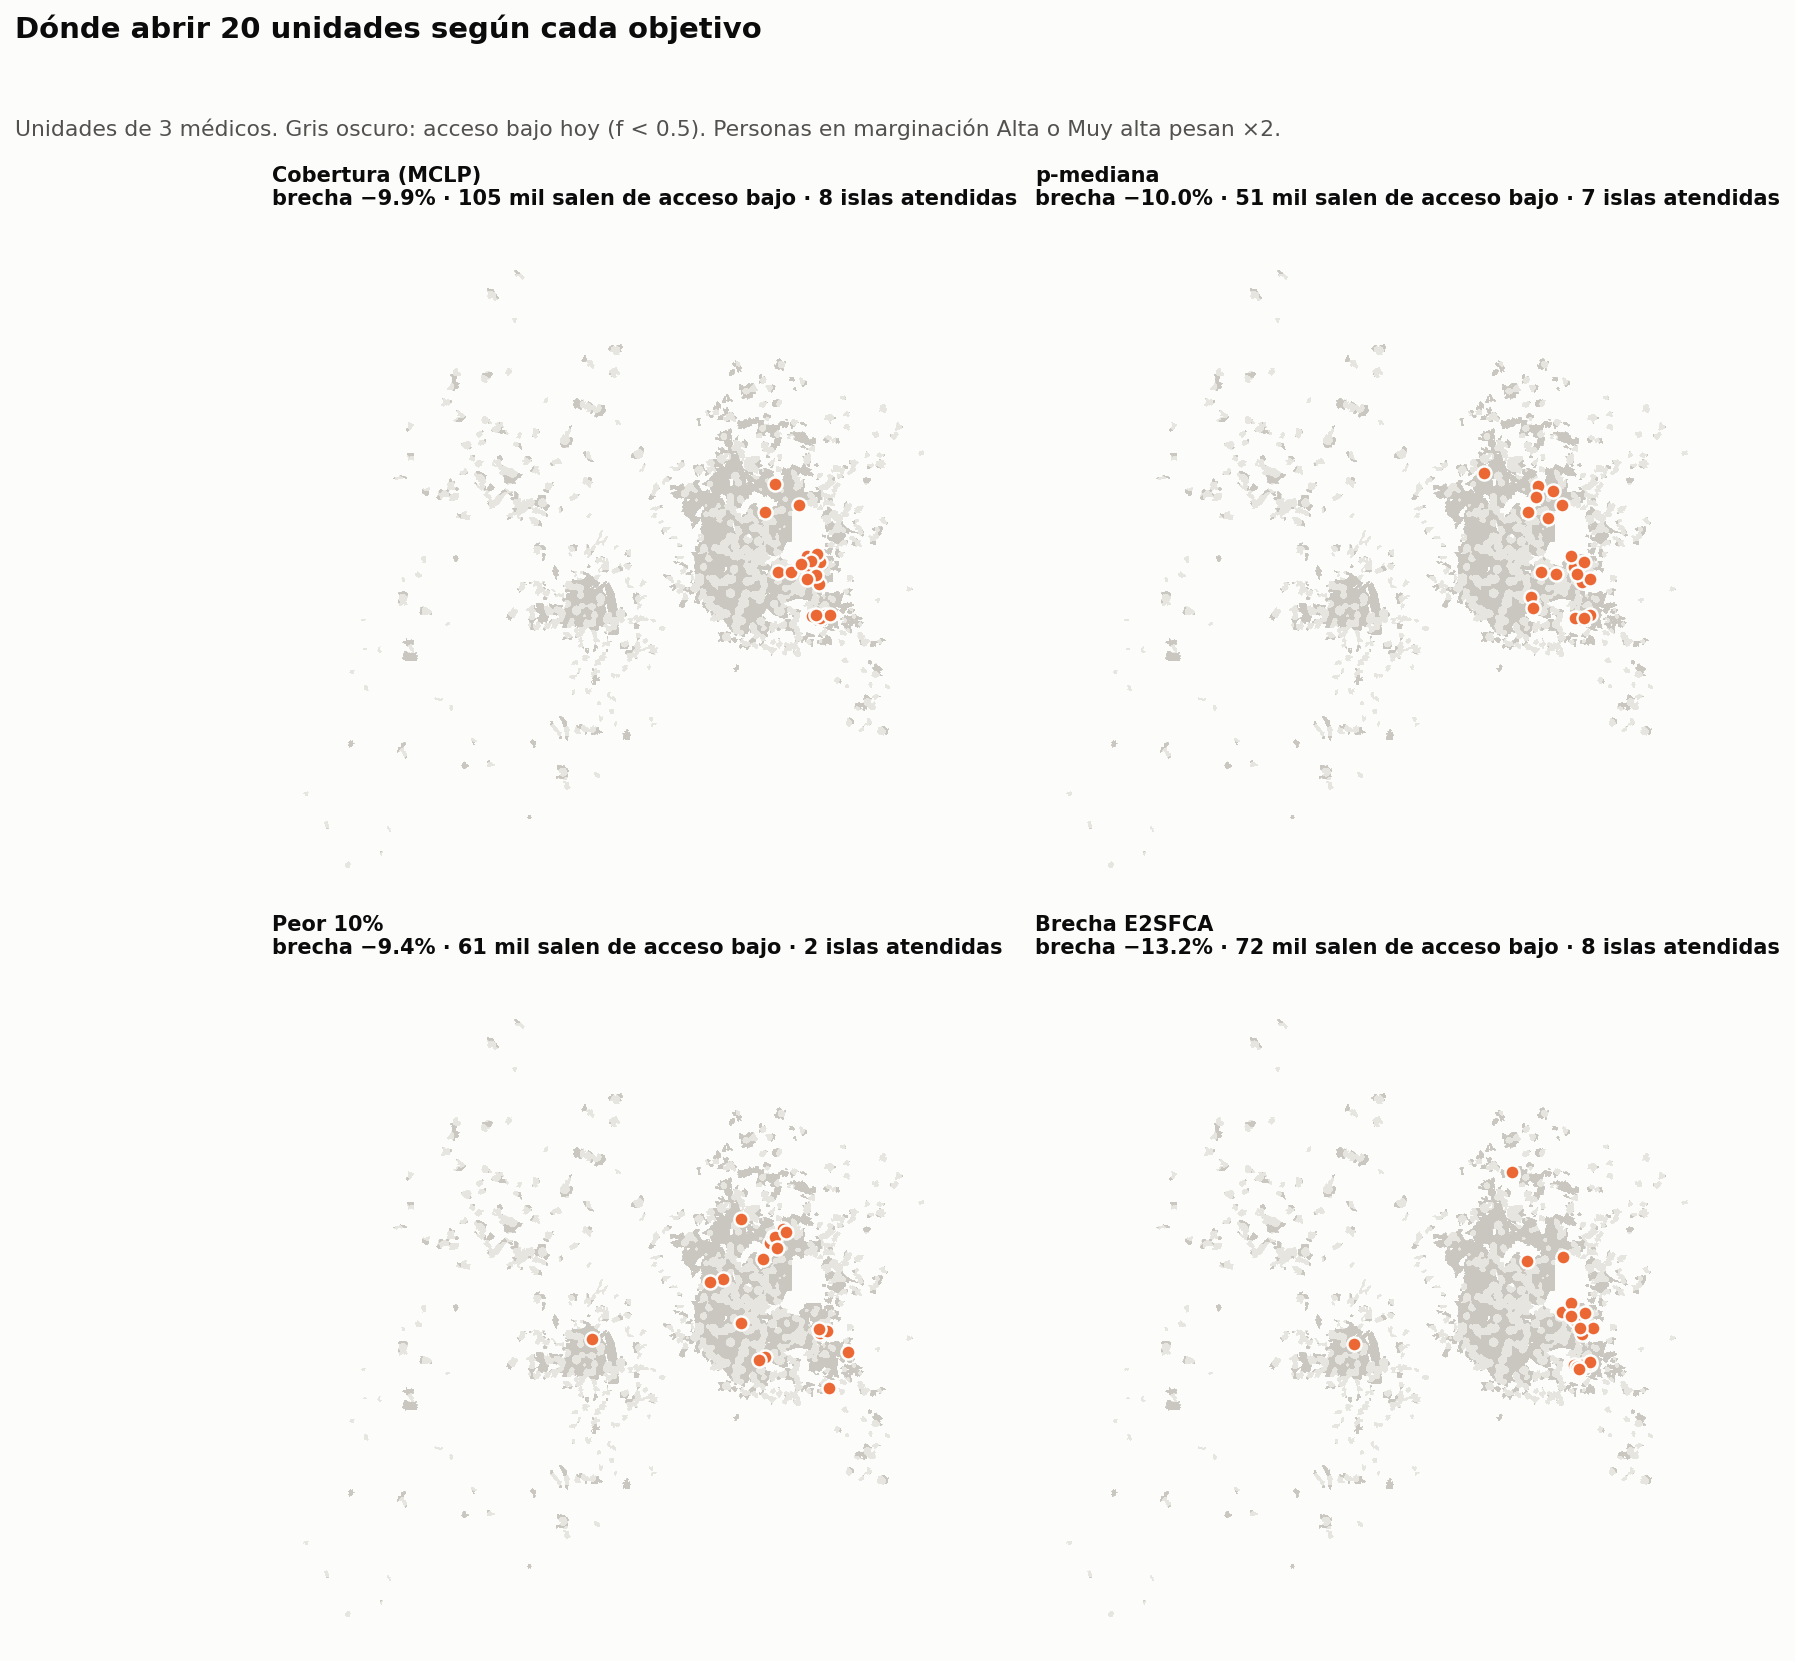 Dónde abrir 20 unidades según cada objetivo
Unidades de 3 médicos. Gris oscuro: acceso bajo hoy (f < 0.5). Personas en marginación Alta o Muy alta pesan ×2.
Cobertura (MCLP)
brecha −9.9% · 105 mil salen de acceso bajo · 8 islas atendidas
p-mediana
brecha −10.0% · 51 mil salen de acceso bajo · 7 islas atendidas
Peor 10%
brecha −9.4% · 61 mil salen de acceso bajo · 2 islas atendidas
Brecha E2SFCA
brecha −13.2% · 72 mil salen de acceso bajo · 8 islas atendidas